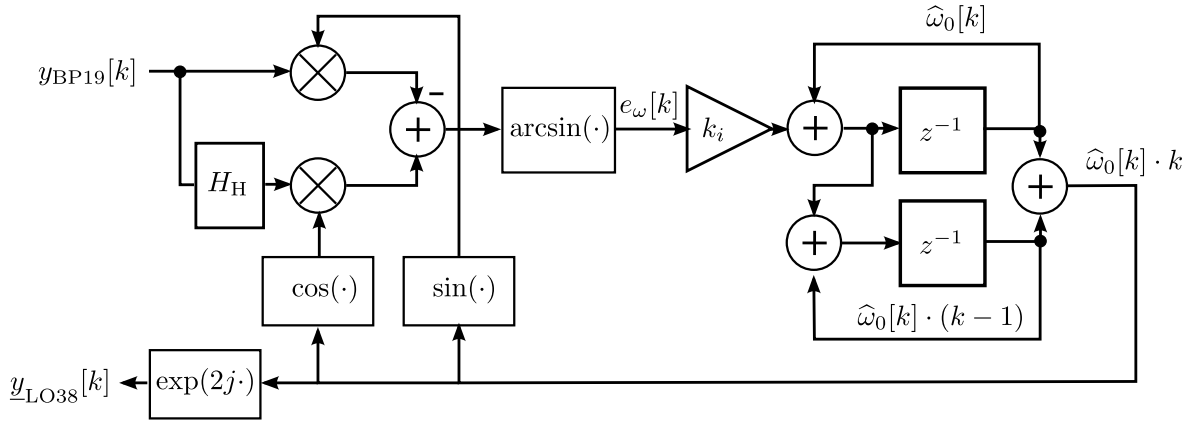 ω̂₀[k]
y_BP19[k]
−
+
arcsin(·)
e_ω[k]
k_i
+
z⁻¹
ω̂₀[k] · k
H_H
+
+
z⁻¹
cos(·)
sin(·)
ω̂₀[k] · (k − 1)
y_LO38[k]
exp(2j·)